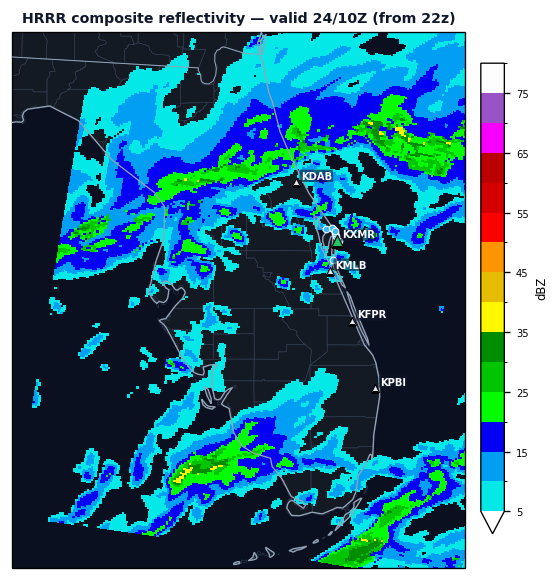 HRRR composite reflectivity — valid 24/10Z (from 22z)
KDAB
KXMR
KMLB
KFPR
KPBI
75
65
55
45
35
25
15
5
dBZ